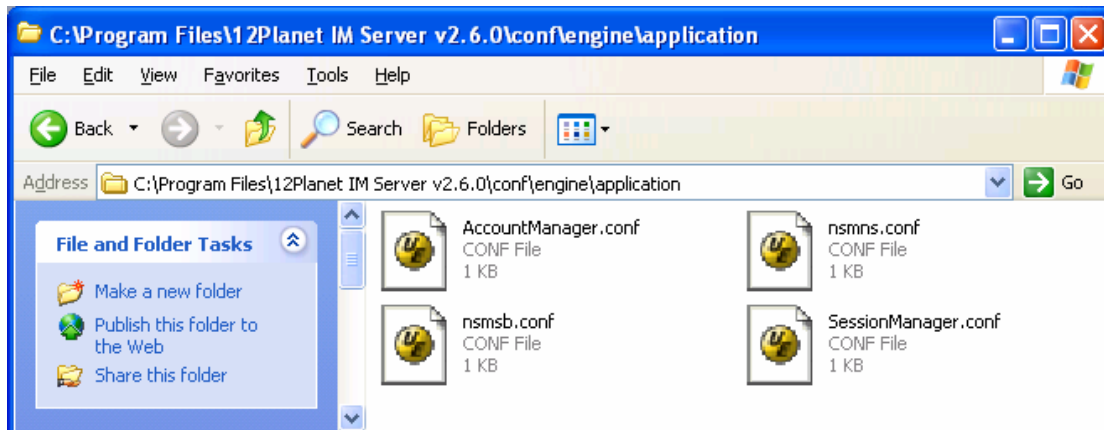 C:\Program Files\12Planet IM Server v2.6.0\conf\engine\application
File Edit View Favorites Tools Help
Back Search Folders
Address C:\Program Files\12Planet IM Server v2.6.0\conf\engine\application Go
File and Folder Tasks
Make a new folder
Publish this folder to
the Web
Share this folder
AccountManager.conf
CONF File
1 KB
nsmns.conf
CONF File
1 KB
nsmsb.conf
CONF File
1 KB
SessionManager.conf
CONF File
1 KB